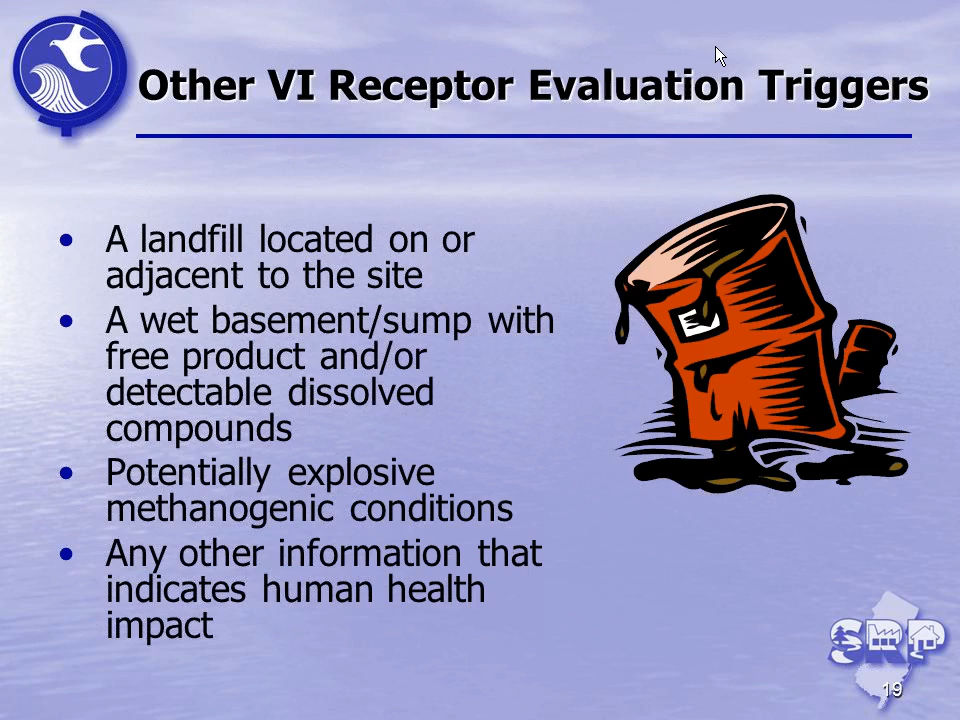 Other VI Receptor Evaluation Triggers
• A landfill located on or
adjacent to the site
• A wet basement/sump with
free product and/or
detectable dissolved
compounds
• Potentially explosive
methanogenic conditions
• Any other information that
indicates human health
impact
SRP
19